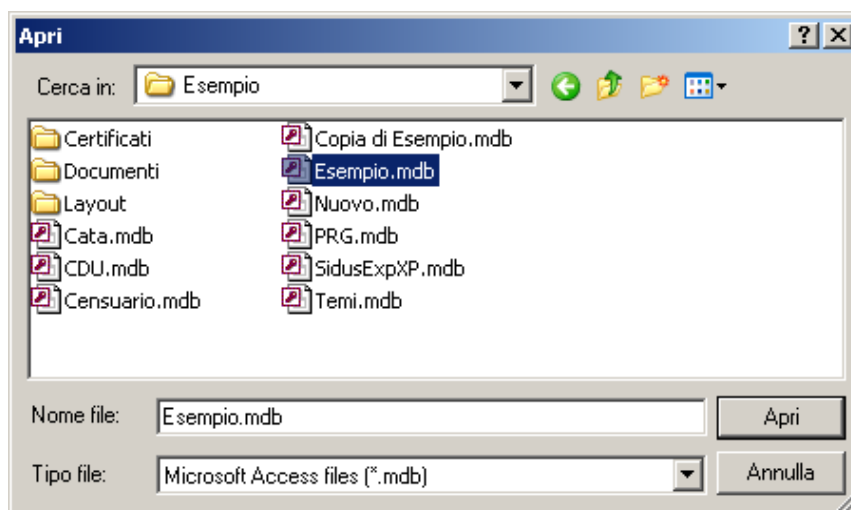 Apri
Cerca in: Esempio
Certificati
Documenti
Layout
Cata.mdb
CDU.mdb
Censuario.mdb
Copia di Esempio.mdb
Esempio.mdb
Nuovo.mdb
PRG.mdb
SidusExpXP.mdb
Temi.mdb
Nome file: Esempio.mdb Apri
Tipo file: Microsoft Access files (*.mdb) Annulla